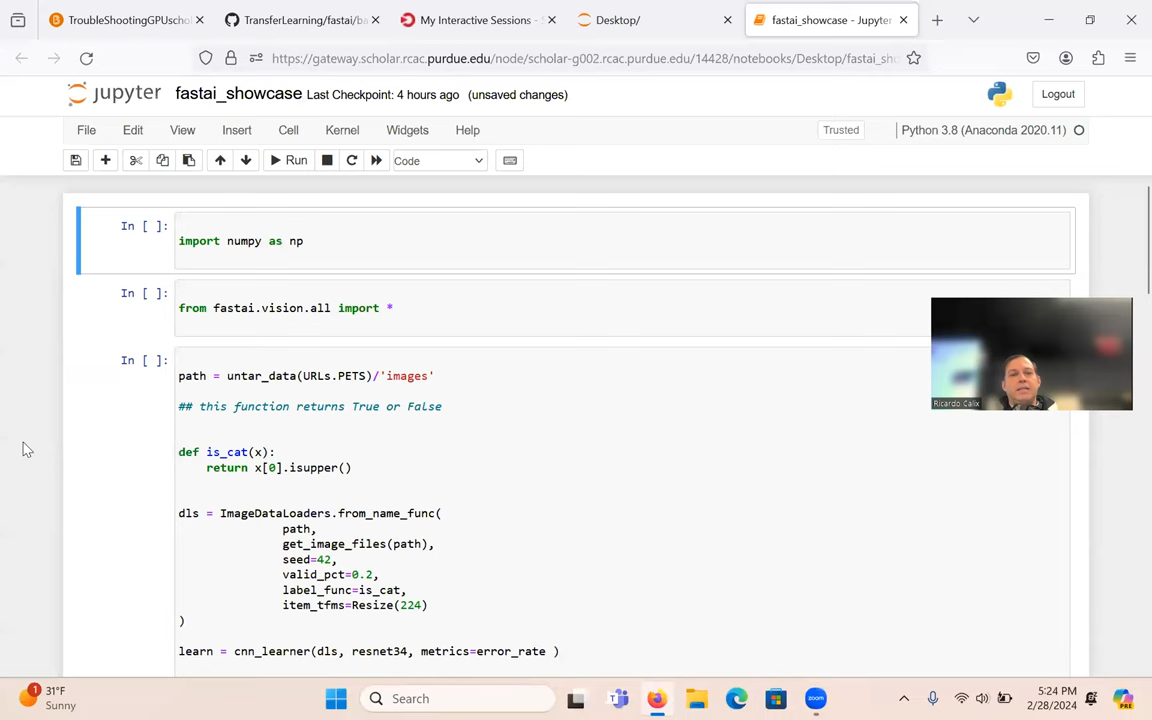 TroubleShootingGPUschol
TransferLearning/fastai/ba
My Interactive Sessions - S
Desktop/
fastai_showcase - Jupyter
https://gateway.scholar.rcac.purdue.edu/node/scholar-g002.rcac.purdue.edu/14428/notebooks/Desktop/fastai_sho
jupyter fastai_showcase Last Checkpoint: 4 hours ago (unsaved changes)
Logout
File Edit View Insert Cell Kernel Widgets Help
Trusted
Python 3.8 (Anaconda 2020.11)
Run
Code
In [ ]:
import numpy as np
In [ ]:
from fastai.vision.all import *
In [ ]:
path = untar_data(URLs.PETS)/'images'
## this function returns True or False
def is_cat(x):
return x[0].isupper()
dls = ImageDataLoaders.from_name_func(
path,
get_image_files(path),
seed=42,
valid_pct=0.2,
label_func=is_cat,
item_tfms=Resize(224)
)
learn = cnn_learner(dls, resnet34, metrics=error_rate )
Ricardo Calix
1
31°F
Sunny
Search
zoom
PRE
5:24 PM
2/28/2024